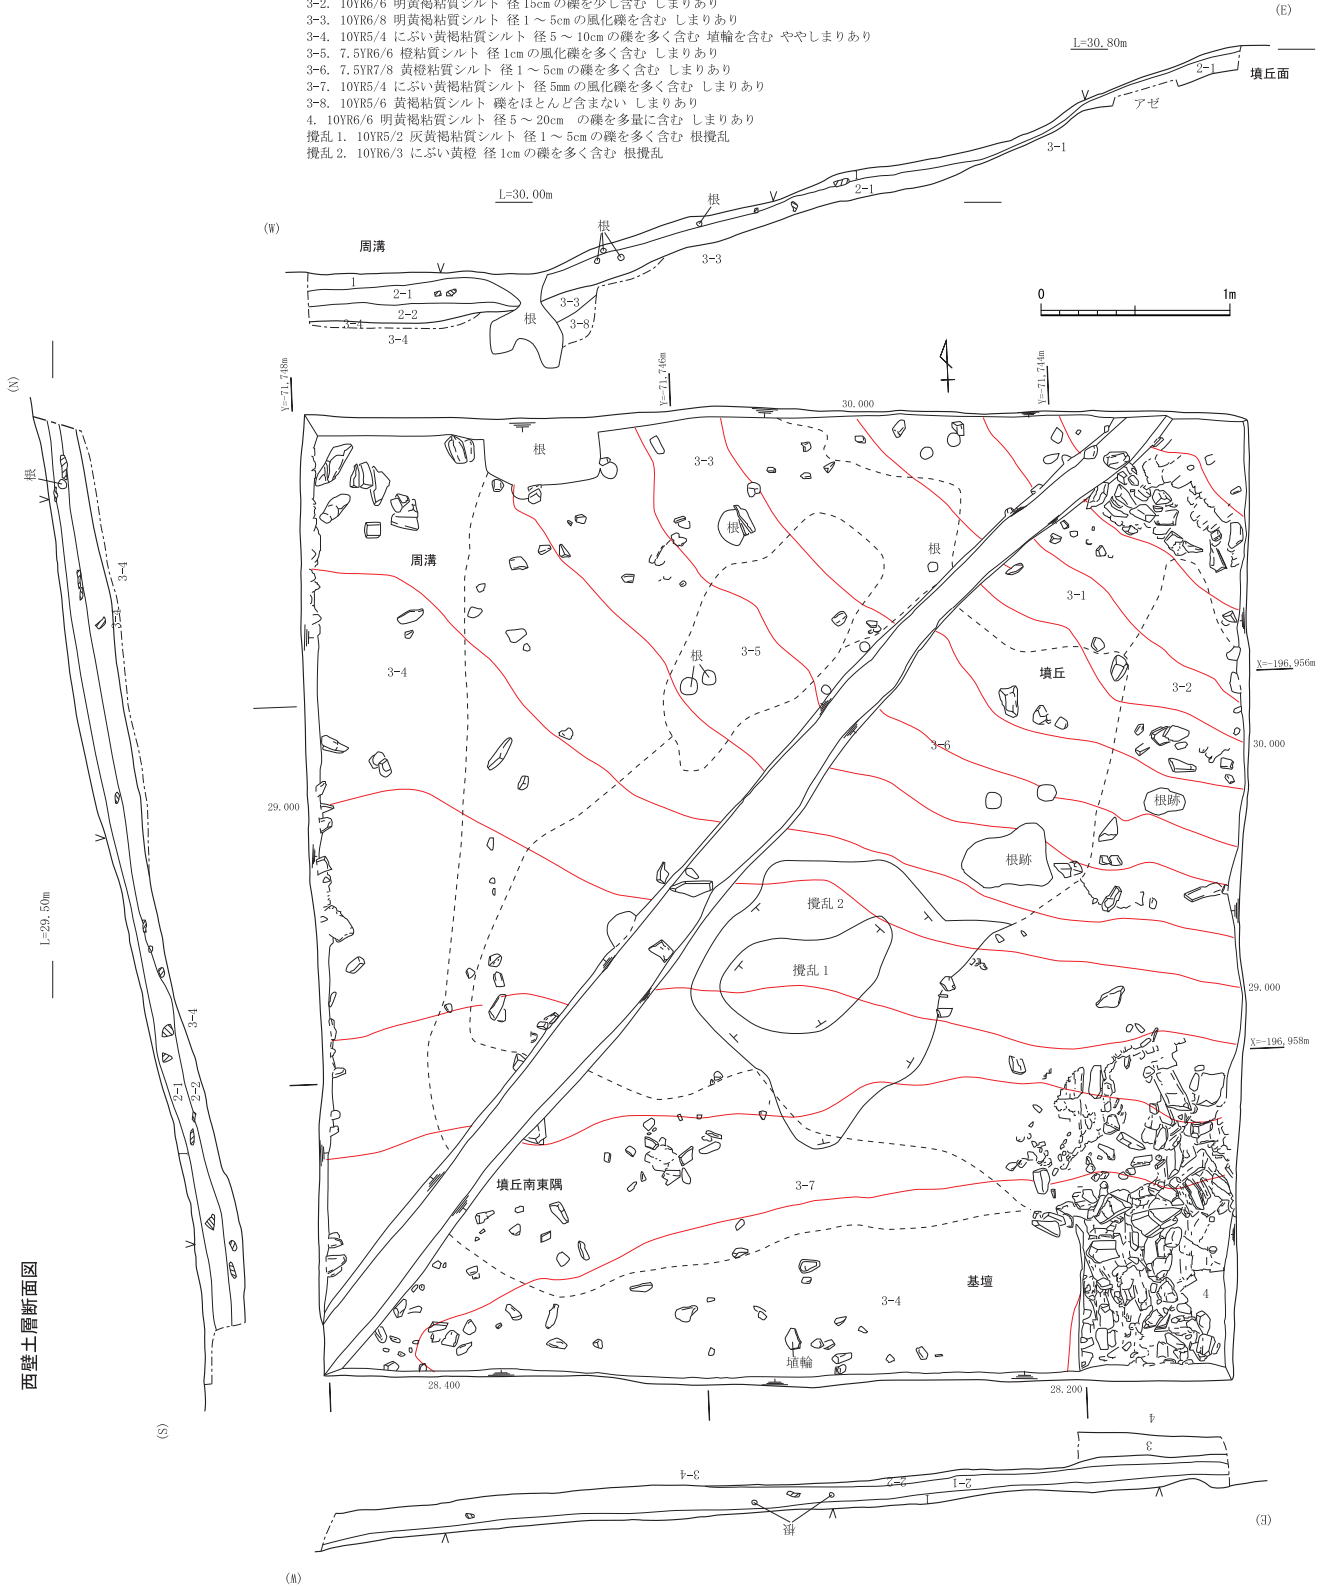 3-2. 10YR6/6 明黄褐粘質シルト 径15cmの礫を少し含む しまりあり
3-3. 10YR6/8 明黄褐粘質シルト 径1～5cmの風化礫を含む しまりあり
3-4. 10YR5/4 にぶい黄褐粘質シルト 径5～10cmの礫を多く含む 埴輪を含む ややしまりあり
3-5. 7.5YR6/6 橙粘質シルト 径1cmの風化礫を多く含む しまりあり
3-6. 7.5YR7/8 黄橙粘質シルト 径1～5cmの礫を多く含む しまりあり
3-7. 10YR5/4 にぶい黄褐粘質シルト 径5mmの風化礫を多く含む しまりあり
3-8. 10YR5/6 黄褐粘質シルト 礫をほとんど含まない しまりあり
4. 10YR6/6 明黄褐粘質シルト 径5～20cm の礫を多量に含む しまりあり
攪乱1. 10YR5/2 灰黄褐粘質シルト 径1～5cmの礫を多く含む 根攪乱
攪乱2. 10YR6/3 にぶい黄橙 径1cmの礫を多く含む 根攪乱
(E)
L=30.80m
2-1
墳丘面
アゼ
3-1
1
2-1
L=30.00m
根
根
3-3
(W)
周溝
1
2-1
2-2
3-4
3-4
根
3-3
3-8
0
1m
Y=-71,748m
Y=-71,746m
Y=-71,744m
30.000
(N)
根
3-4
3-4
L=29.50m
3-4
2-1
2-2
1
西壁土層断面図
(S)
根
3-3
根
周溝
根
3-1
3-4
3-5
根
墳丘
3-2
X=-196,956m
3-6
30.000
29.000
根跡
根跡
攪乱2
攪乱1
29.000
X=-196,958m
墳丘南東隅
3-7
基壇
3-4
4
埴輪
28.400
28.200
4
3
3-4
2-2
2-1
1
根
(E)
(W)